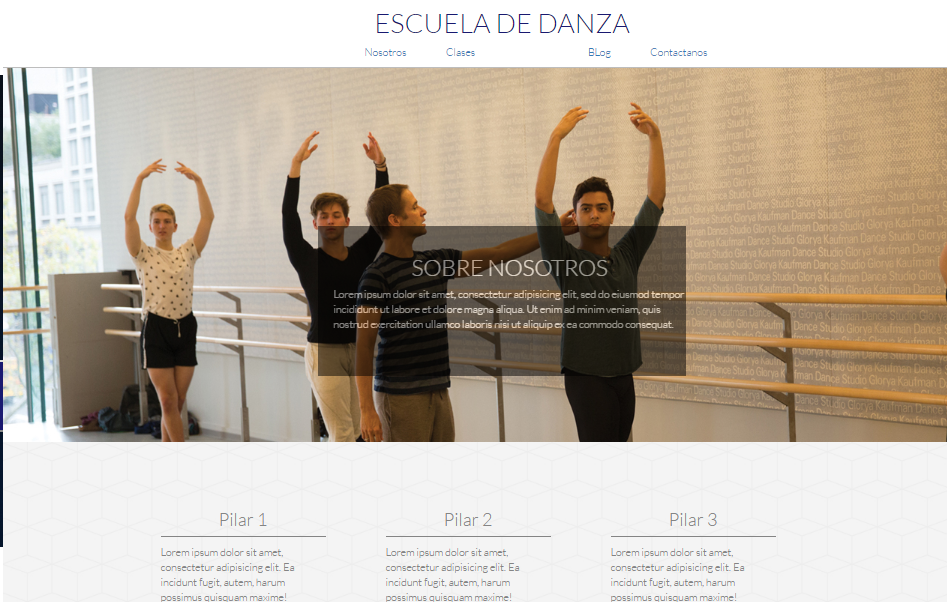 ESCUELA DE DANZA
Nosotros Clases BLog Contactanos
SOBRE NOSOTROS
Lorem ipsum dolor sit amet, consectetur adipisicing elit, sed do eiusmod tempor
incididunt ut labore et dolore magna aliqua. Ut enim ad minim veniam, quis
nostrud exercitation ullamco laboris nisi ut aliquip ex ea commodo consequat.
Pilar 1 Pilar 2 Pilar 3
Lorem ipsum dolor sit amet,
consectetur adipisicing elit. Ea
incidunt fugit, autem, harum
possimus quisquam maxime!
Lorem ipsum dolor sit amet,
consectetur adipisicing elit. Ea
incidunt fugit, autem, harum
possimus quisquam maxime!
Lorem ipsum dolor sit amet,
consectetur adipisicing elit. Ea
incidunt fugit, autem, harum
possimus quisquam maxime!